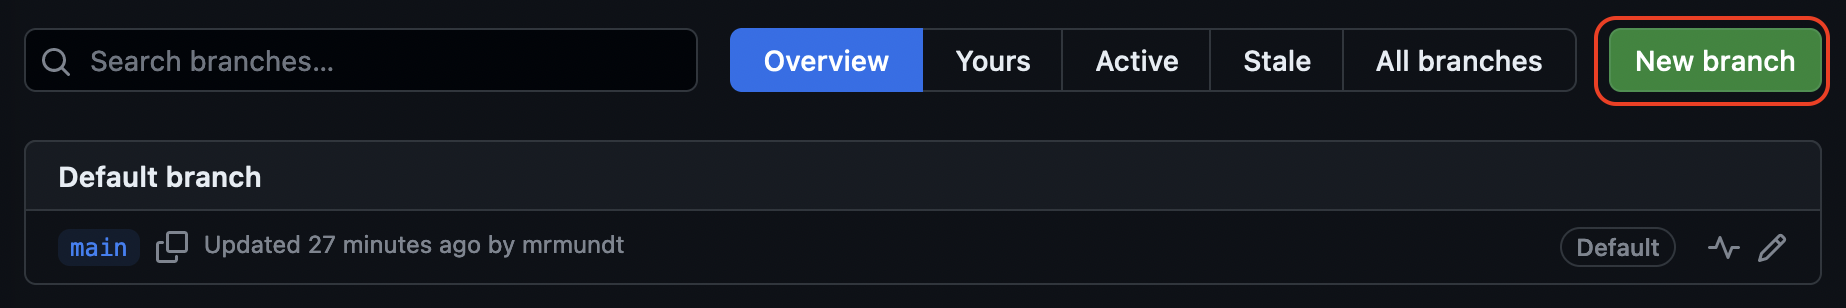 Search branches...
Overview
Yours
Active
Stale
All branches
New branch
Default branch
main
Updated 27 minutes ago by mrmundt
Default